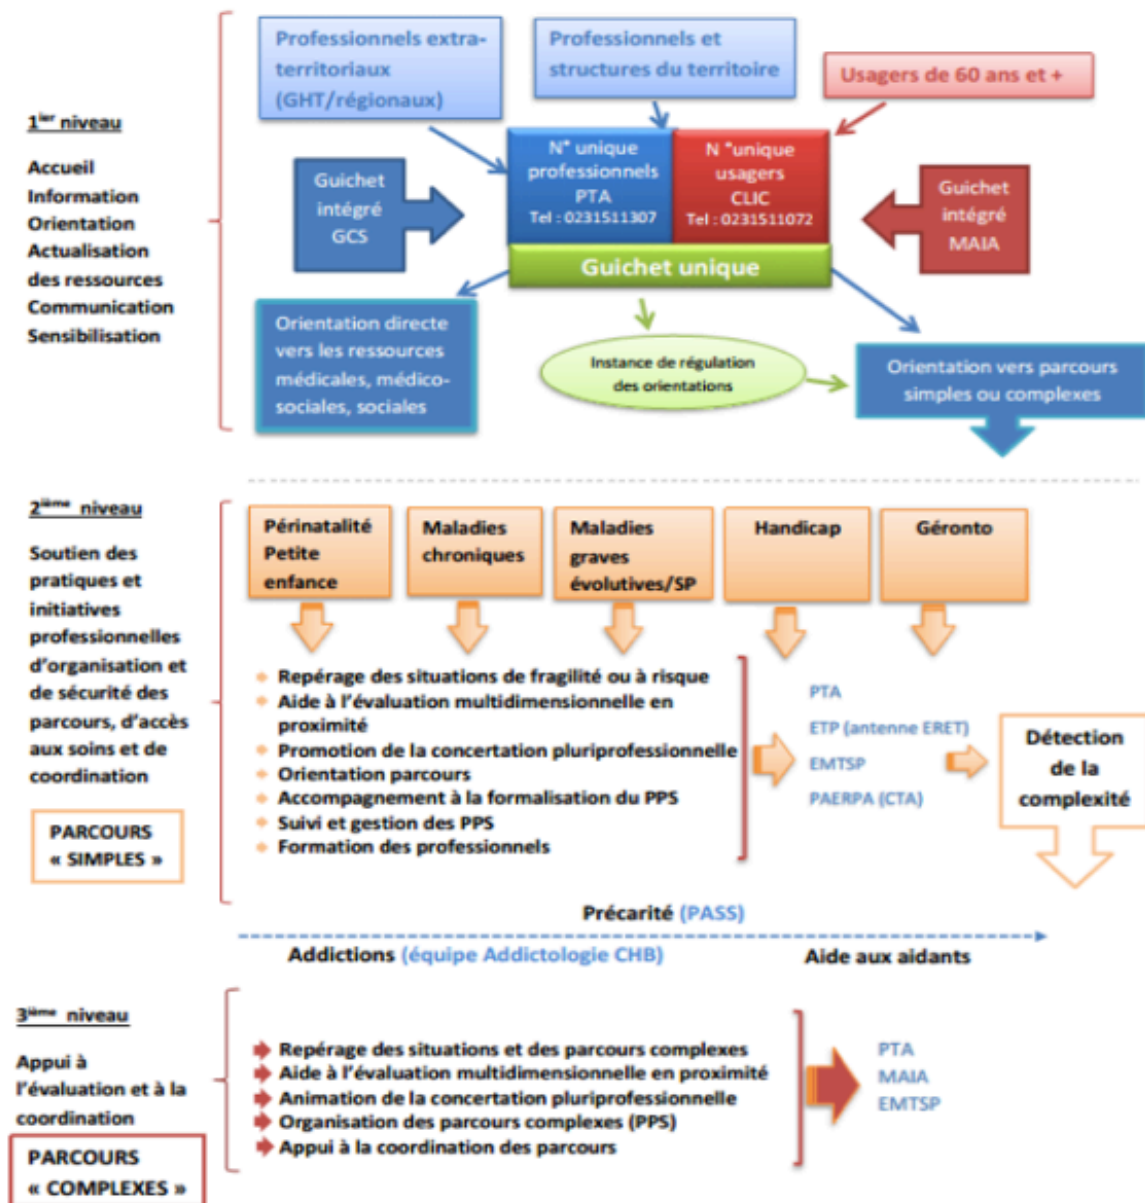 Professionnels extra-
territoriaux
(GHT/régionaux)
Professionnels et
structures du territoire
Usagers de 60 ans et +
1ier niveau
Accueil
Information
Orientation
Actualisation
des ressources
Communication
Sensibilisation
Guichet
intégré
GCS
N° unique
professionnels
PTA
Tel : 0231511307
N °unique
usagers
CLIC
Tel : 0231511072
Guichet
intégré
MAIA
Guichet unique
Orientation directe
vers les ressources
médicales, médico-
sociales, sociales
Instance de régulation
des orientations
Orientation vers parcours
simples ou complexes
2ième niveau
Soutien des
pratiques et
initiatives
professionnelles
d'organisation et
de sécurité des
parcours, d'accès
aux soins et de
coordination
PARCOURS
« SIMPLES »
Périnatalité
Petite
enfance
Maladies
chroniques
Maladies
graves
évolutives/SP
Handicap
Géronto
Repérage des situations de fragilité ou à risque
Aide à l'évaluation multidimensionnelle en
proximité
Promotion de la concertation pluriprofessionnelle
Orientation parcours
Accompagnement à la formalisation du PPS
Suivi et gestion des PPS
Formation des professionnels
PTA
ETP (antenne ERET)
EMTSP
PAERPA (CTA)
Détection
de la
complexité
Précarité (PASS)
Addictions (équipe Addictologie CHB)
Aide aux aidants
3ième niveau
Appui à
l'évaluation et à la
coordination
PARCOURS
« COMPLEXES »
Repérage des situations et des parcours complexes
Aide à l'évaluation multidimensionnelle en proximité
Animation de la concertation pluriprofessionnelle
Organisation des parcours complexes (PPS)
Appui à la coordination des parcours
PTA
MAIA
EMTSP